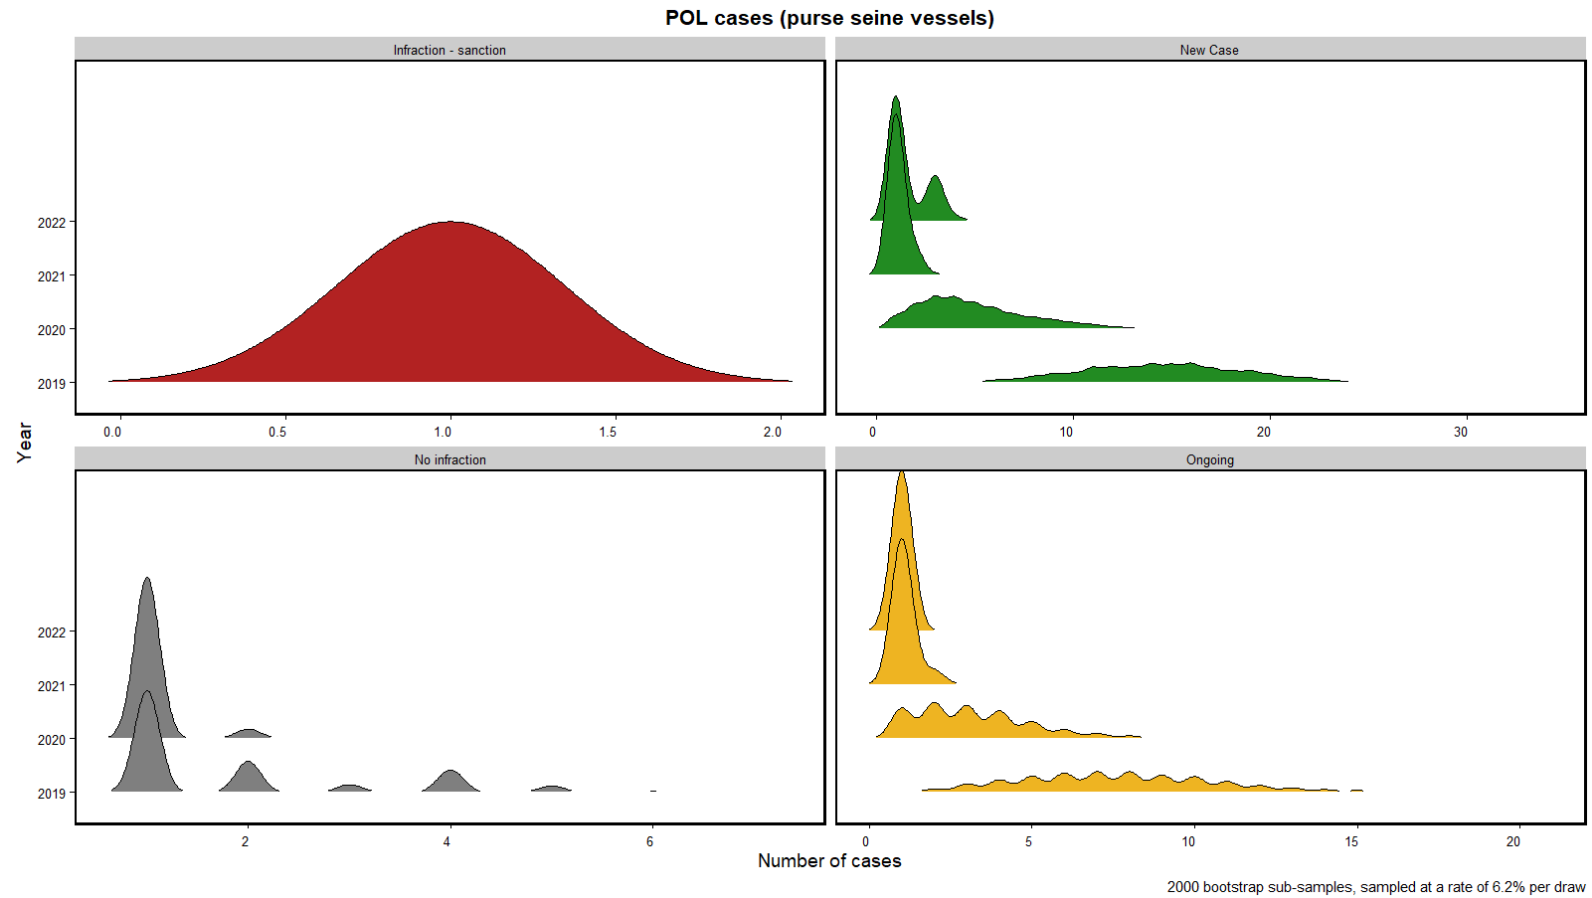 POL cases (purse seine vessels)
Infraction - sanction
New Case
2022
2021
2020
2019
0.0 0.5 1.0 1.5 2.0
0 10 20 30
Year
No infraction
Ongoing
2022
2021
2020
2019
2 4 6
0 5 10 15 20
Number of cases
2000 bootstrap sub-samples, sampled at a rate of 6.2% per draw